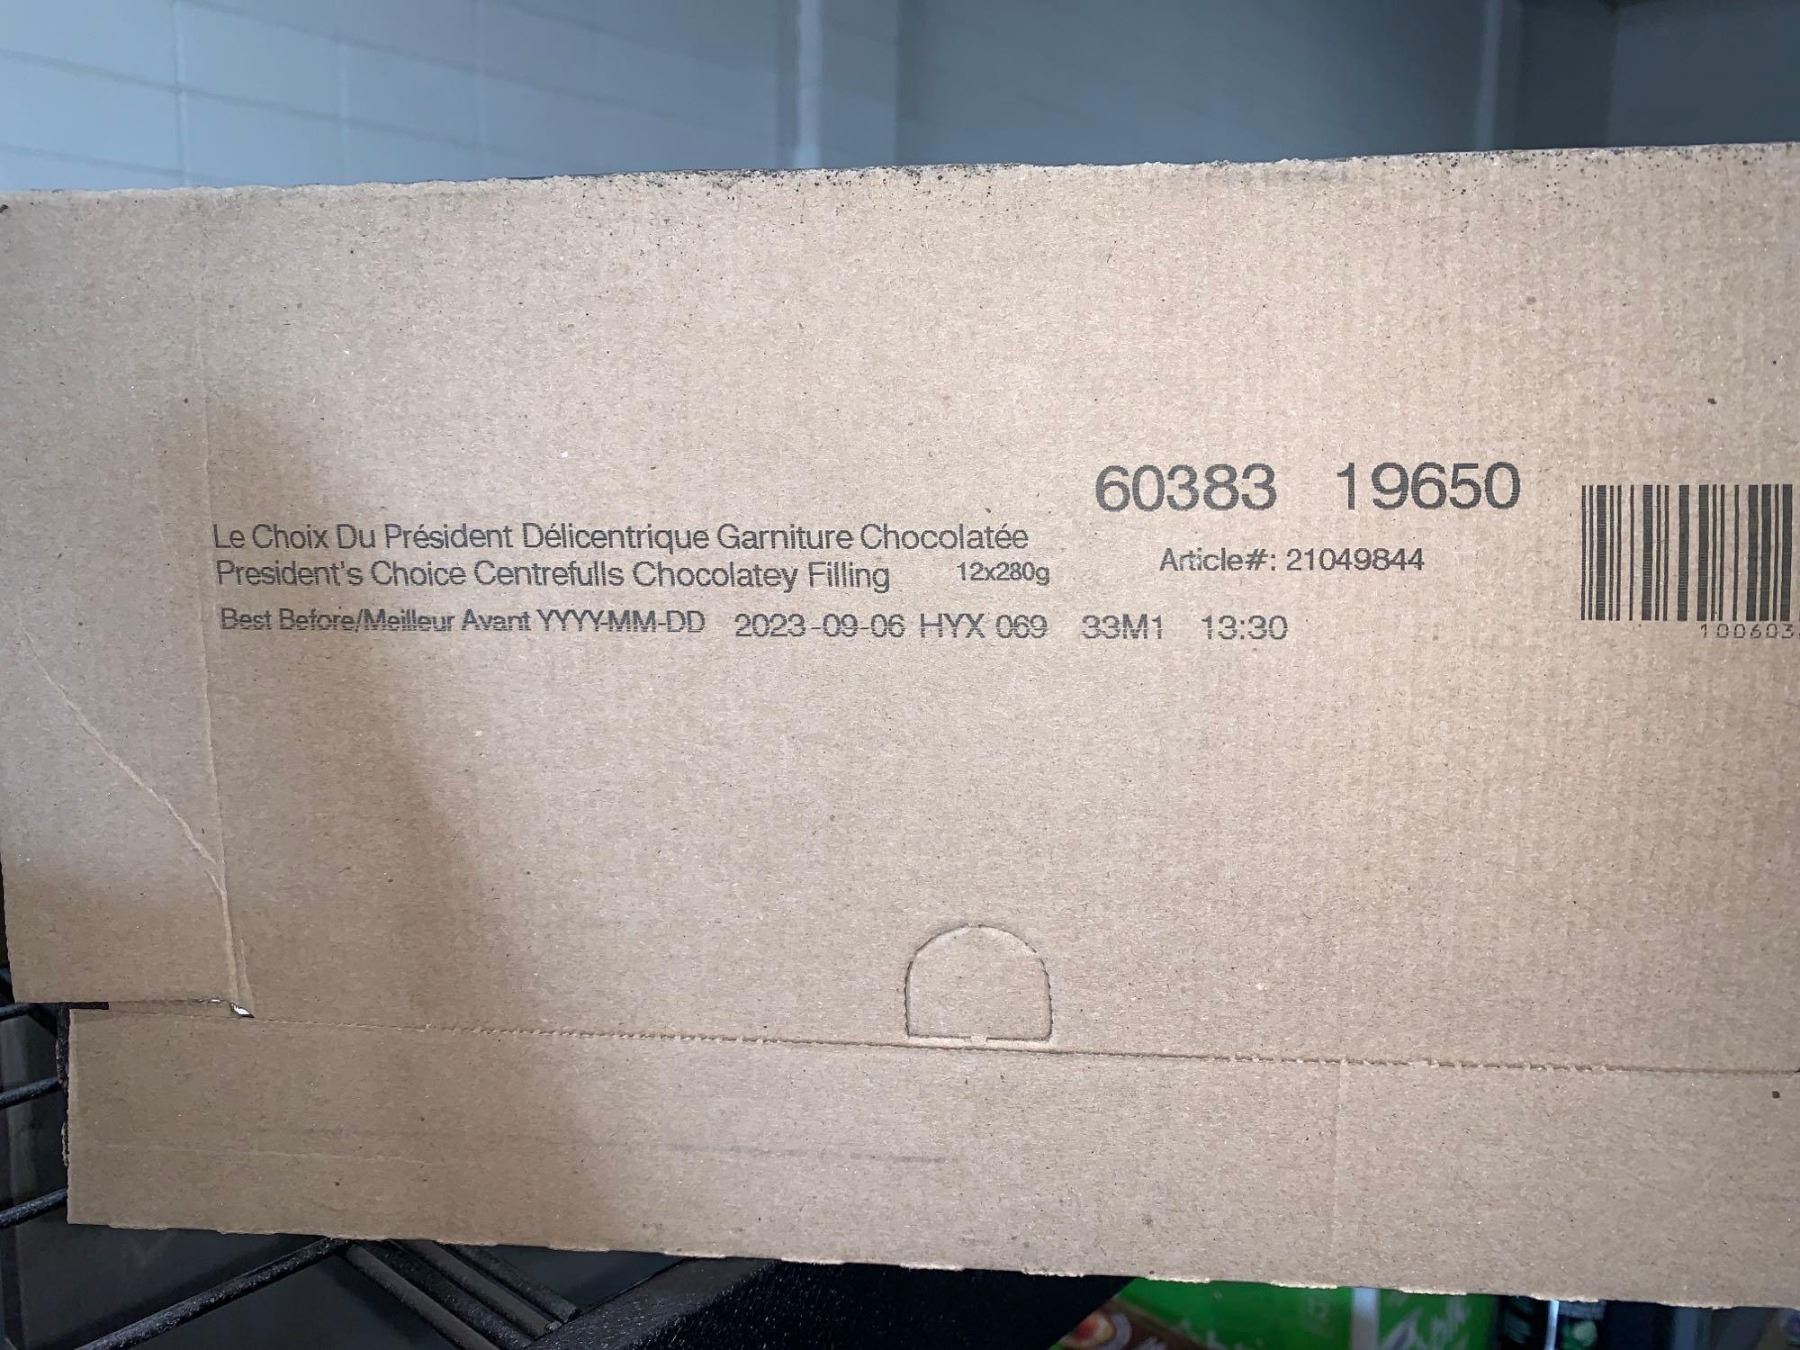 60383 19650
Le Choix Du Président Délicentrique Garniture Chocolatée
President's Choice Centrefulls Chocolatey Filling 12x280g
Article#: 21049844
Best Before/Meilleur Avant YYYY-MM-DD 2023-09-06 HYX 069 33M1 13:30
100603